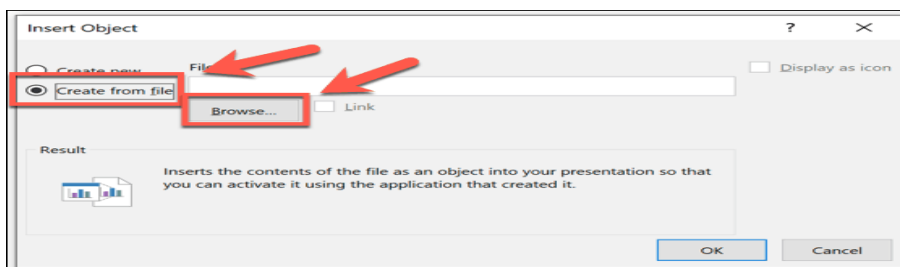 Insert Object ? ×
Create new
File
Display as icon
Create from file
Browse...
Link
Result
Inserts the contents of the file as an object into your presentation so that
you can activate it using the application that created it.
OK
Cancel